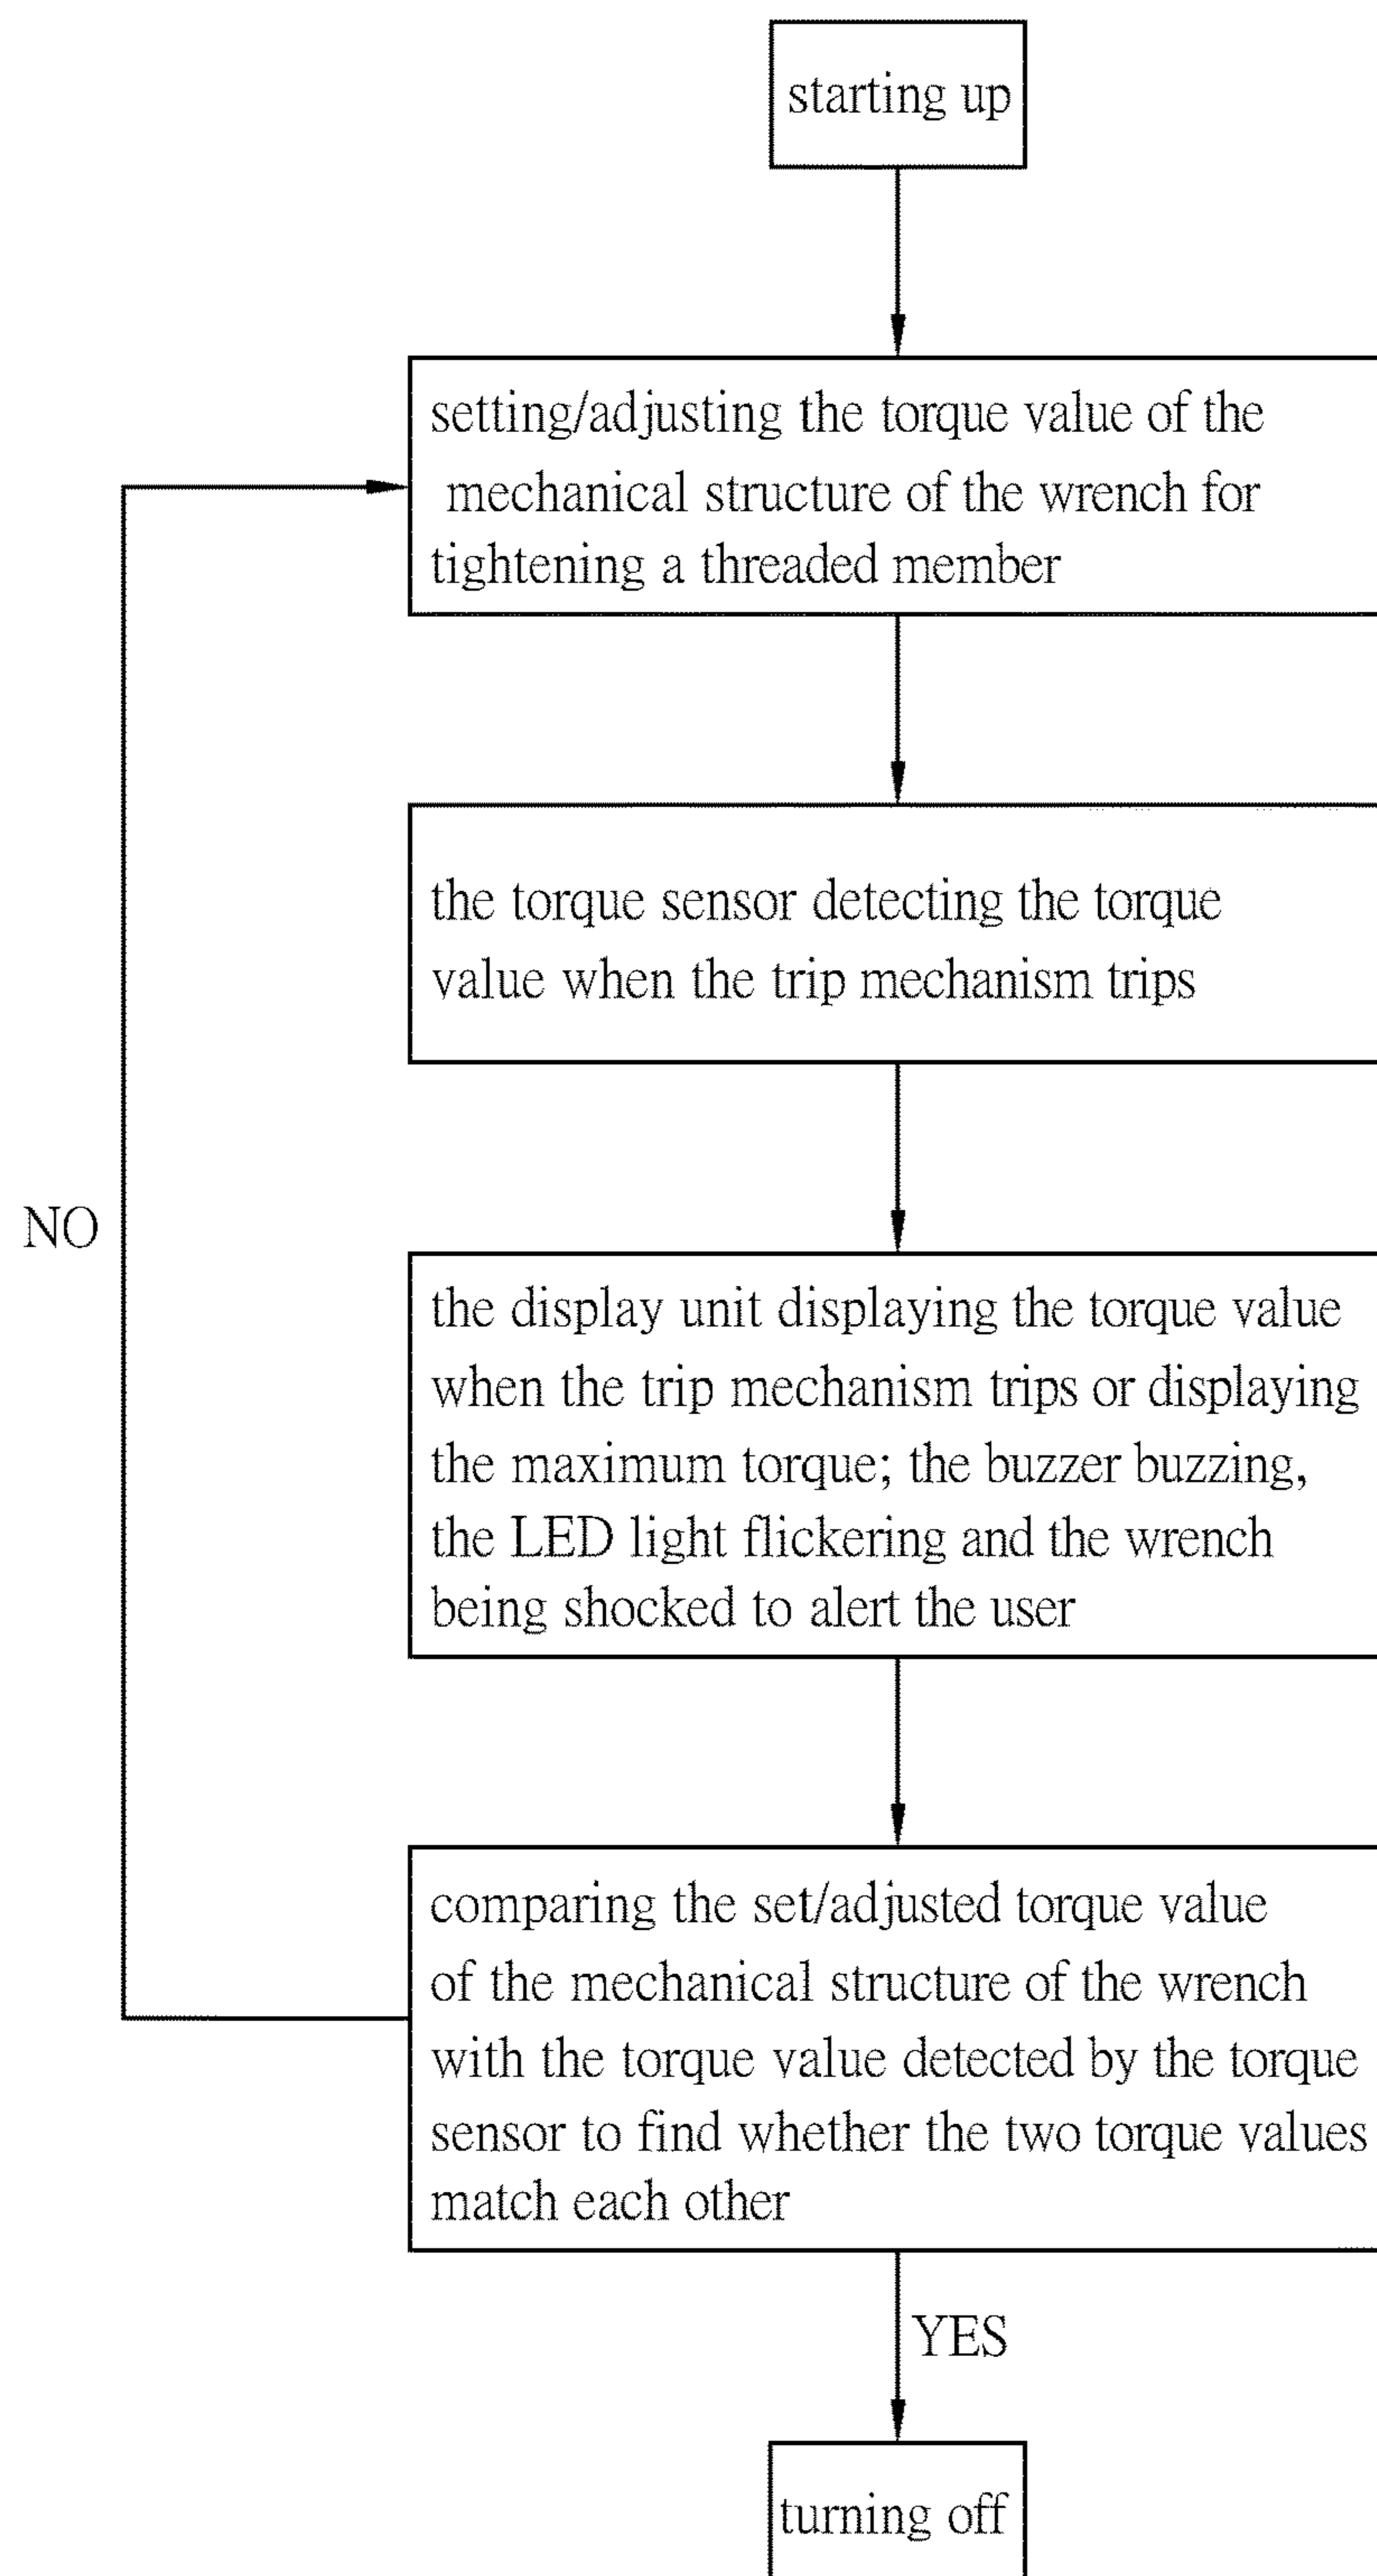 starting up
setting/adjusting the torque value of the
mechanical structure of the wrench for
tightening a threaded member
the torque sensor detecting the torque
value when the trip mechanism trips
NO
the display unit displaying the torque value
when the trip mechanism trips or displaying
the maximum torque; the buzzer buzzing,
the LED light flickering and the wrench
being shocked to alert the user
comparing the set/adjusted torque value
of the mechanical structure of the wrench
with the torque value detected by the torque
sensor to find whether the two torque values
match each other
YES
turning off